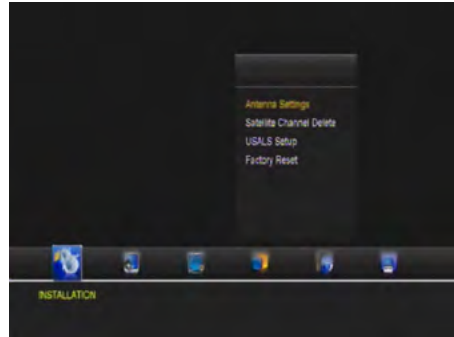 Antenna Settings
Satellite Channel Delete
USALS Setup
Factory Reset
INSTALLATION